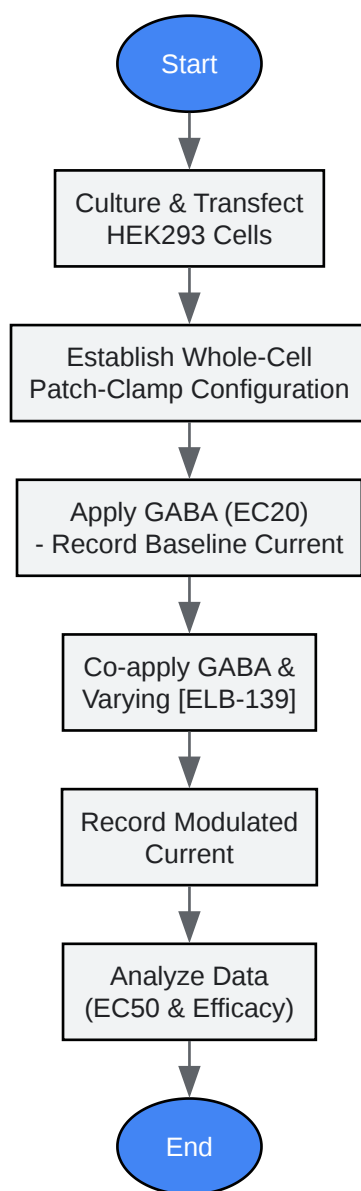 Start
Culture & Transfect
HEK293 Cells
Establish Whole-Cell
Patch-Clamp Configuration
Apply GABA (EC20)
- Record Baseline Current
Co-apply GABA &
Varying [ELB-139]
Record Modulated
Current
Analyze Data
(EC50 & Efficacy)
End